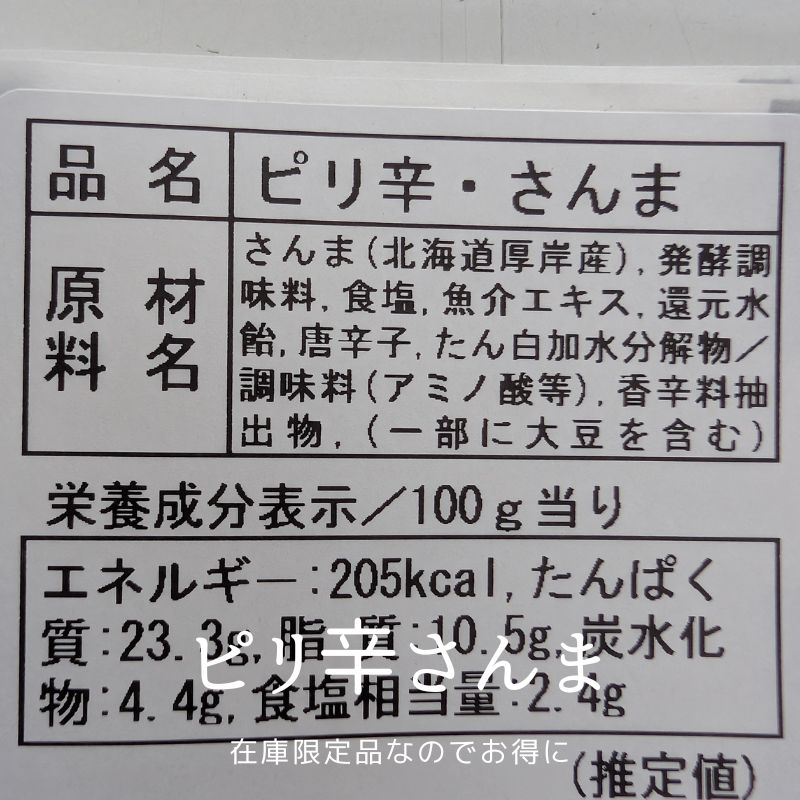 品名 ピリ辛・さんま
原材料名
さんま(北海道厚岸産),発酵調
味料,食塩,魚介エキス,還元水
飴,唐辛子,たん白加水分解物/
調味料(アミノ酸等),香辛料抽
出物,(一部に大豆を含む)
栄養成分表示/100g当り
エネルギー:205kcal,たんぱく
質:23.3g,脂質:10.5g,炭水化
物:4.4g,食塩相当量:2.4g
ピリ辛さんま
在庫限定品なのでお得に
(推定値)